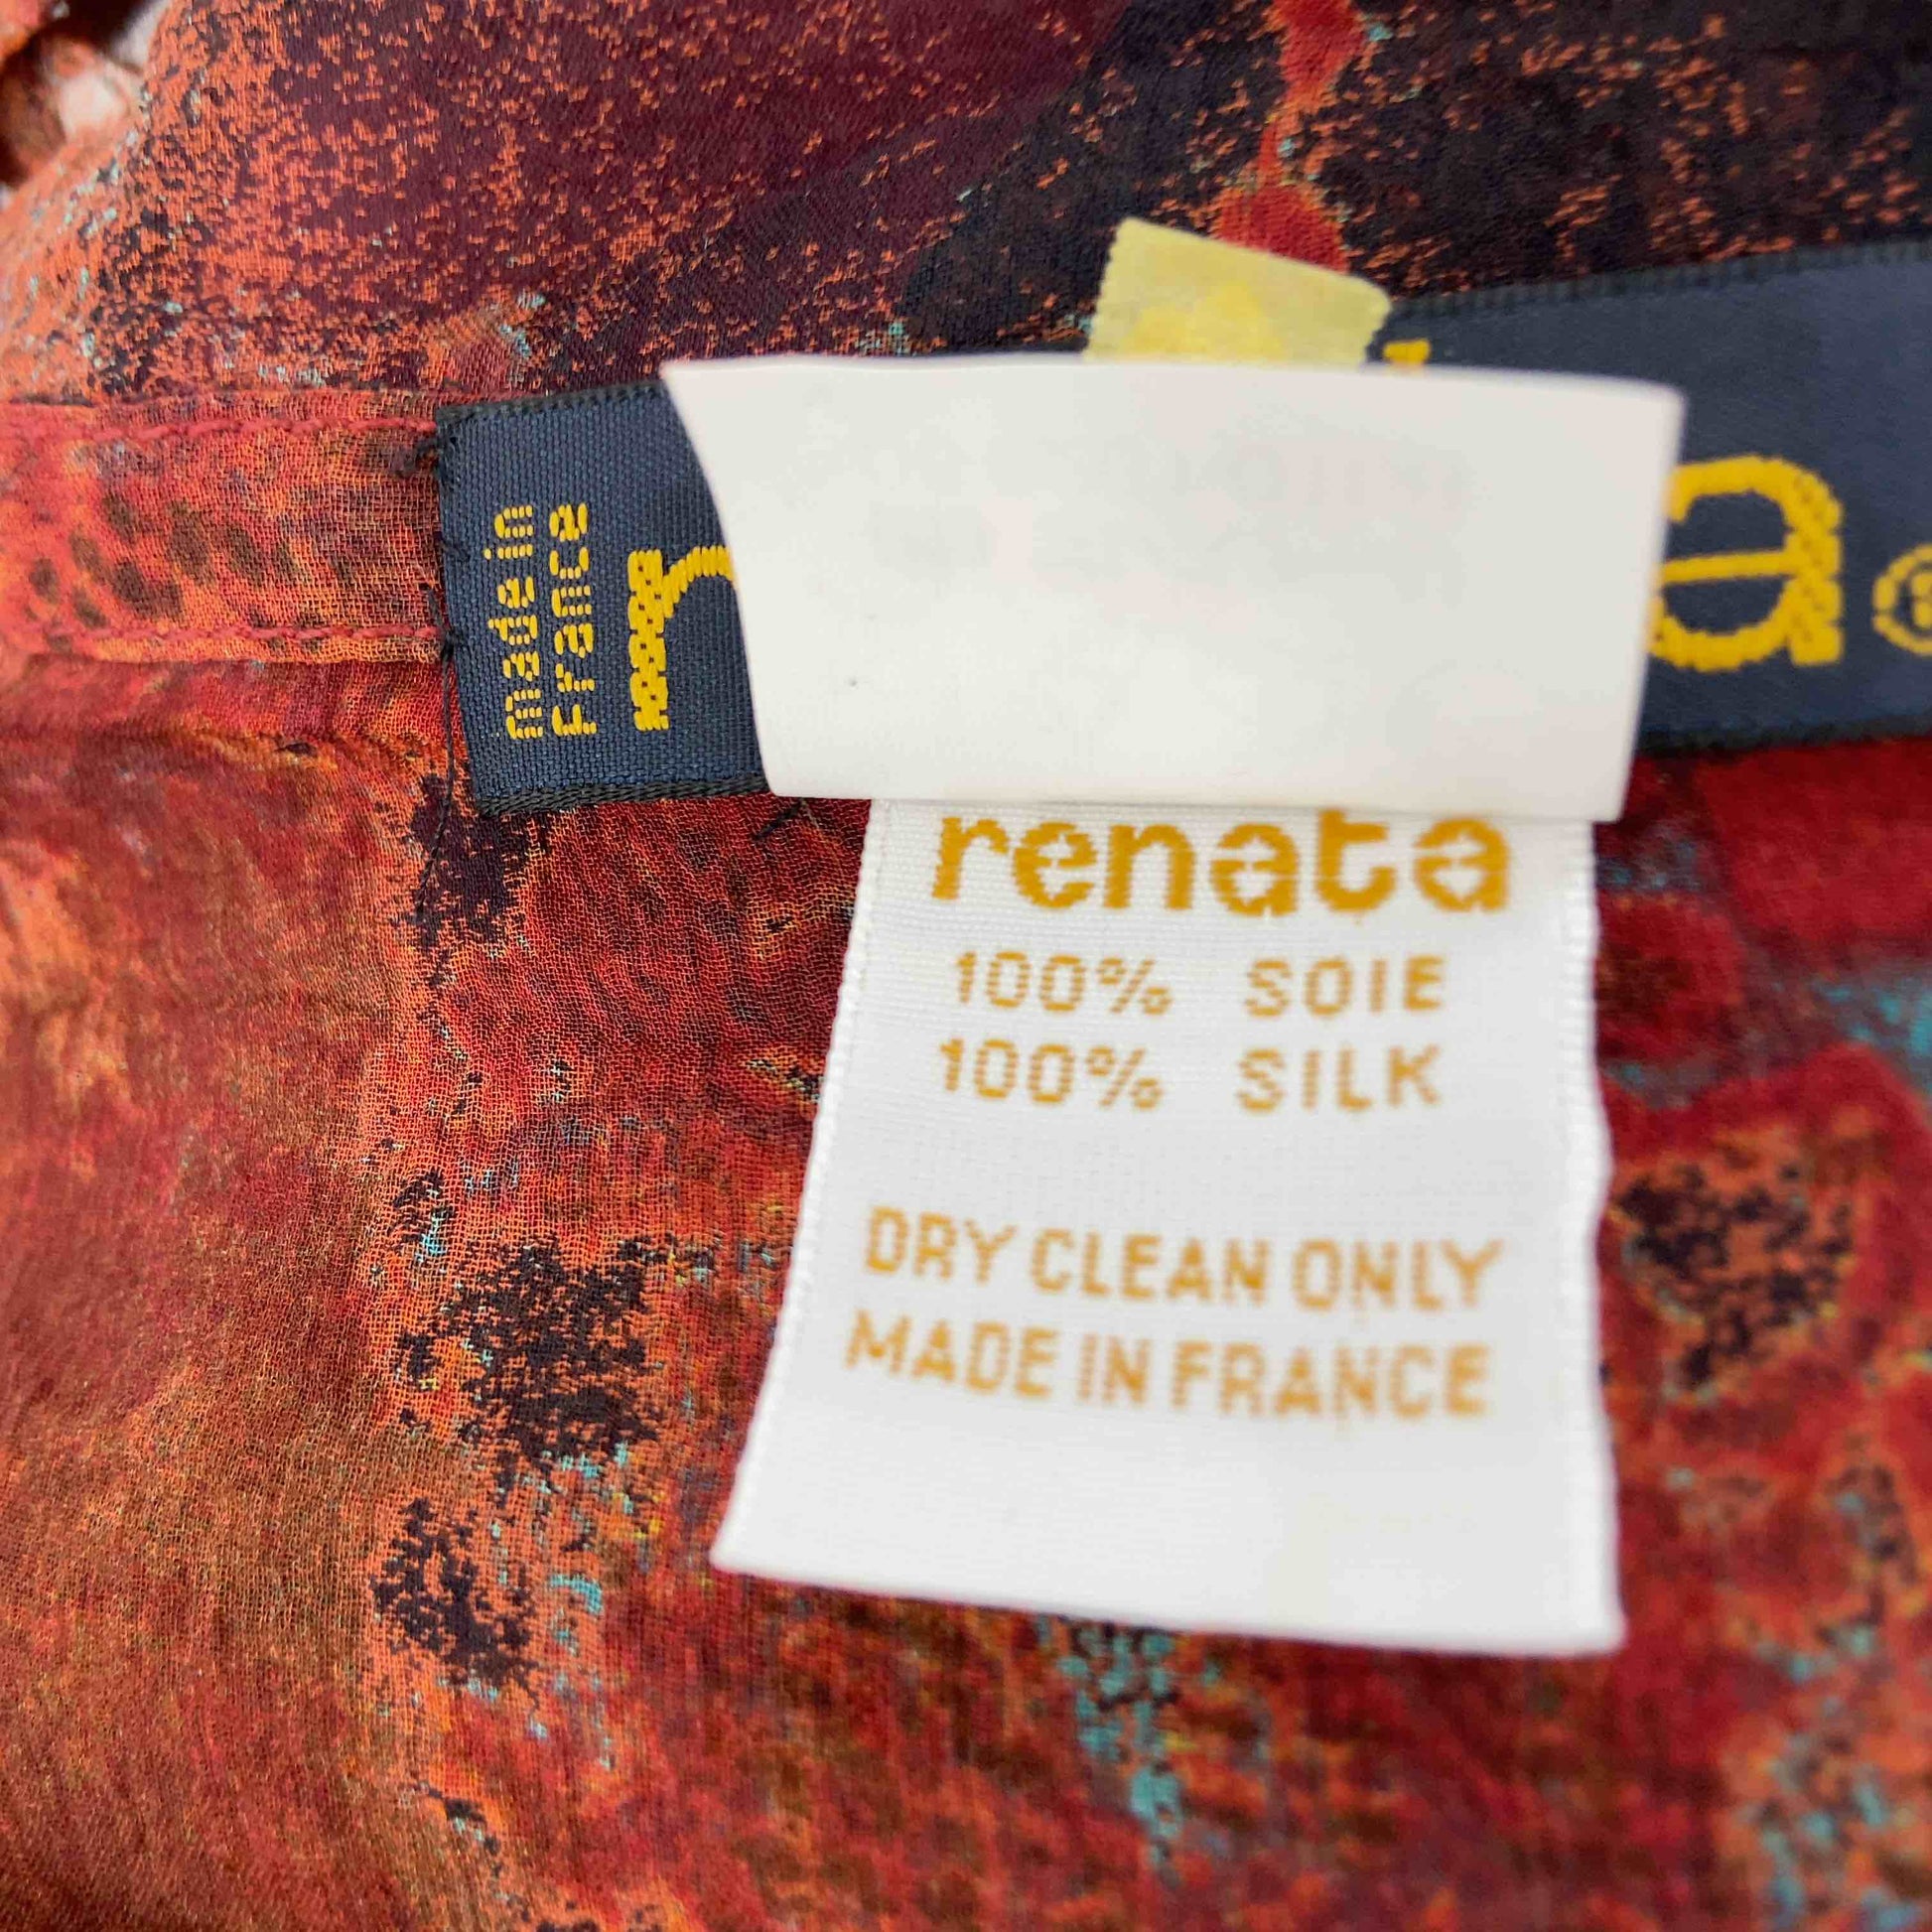 made in
France
r
a®
renata
100% SOIE
100% SILK
DRY CLEAN ONLY
MADE IN FRANCE